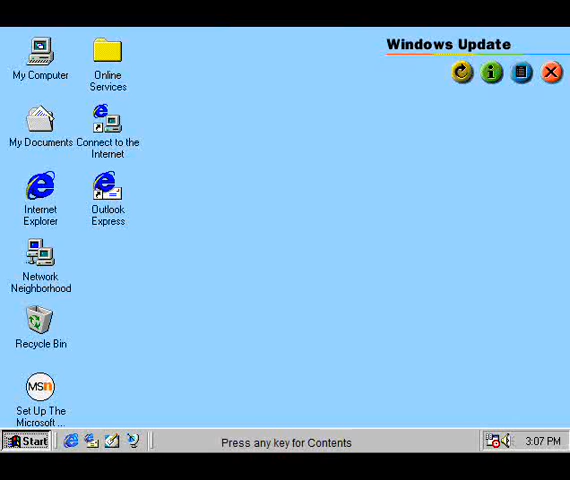 Windows Update
My Computer
Online
Services
My Documents
Connect to the
Internet
Internet
Explorer
Outlook
Express
Network
Neighborhood
Recycle Bin
msn
Set Up The
Microsoft ...
Start
Press any key for Contents
3:07 PM